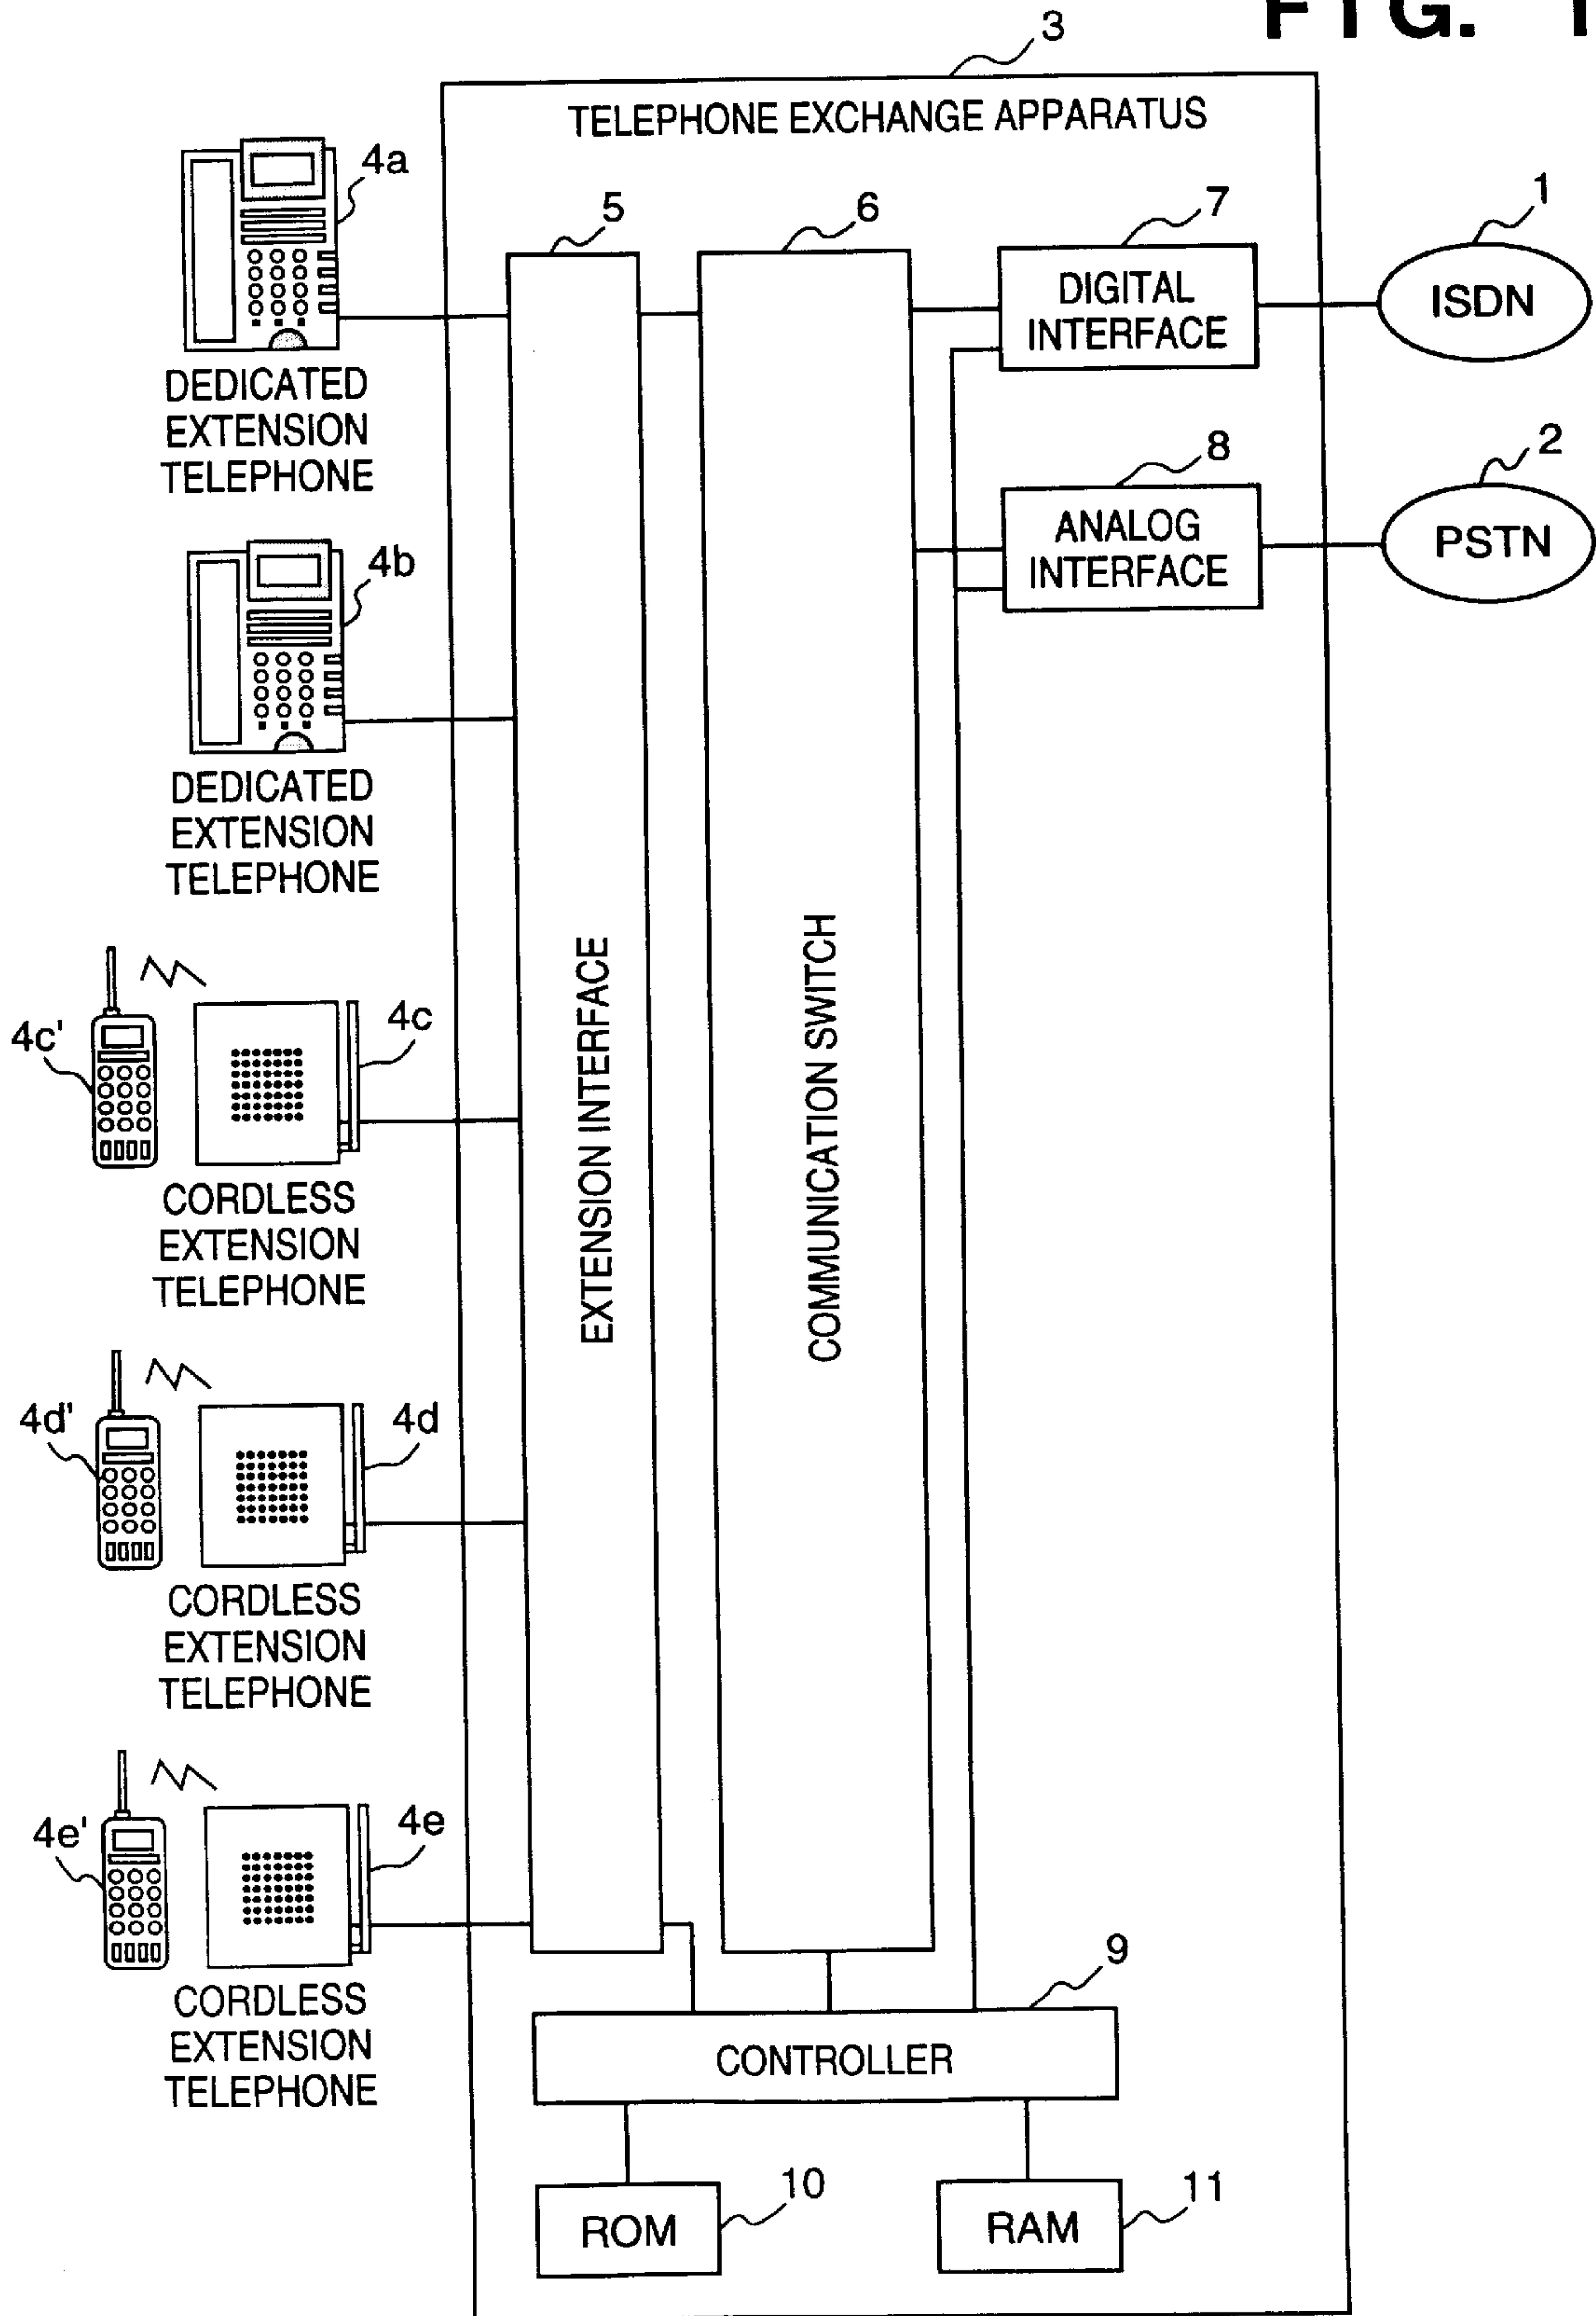 FIG. 1
3
TELEPHONE EXCHANGE APPARATUS
4a
5
6
7
1
DIGITAL
INTERFACE
ISDN
DEDICATED
EXTENSION
TELEPHONE
8
2
ANALOG
INTERFACE
PSTN
4b
DEDICATED
EXTENSION
TELEPHONE
EXTENSION INTERFACE
COMMUNICATION SWITCH
4c'
4c
CORDLESS
EXTENSION
TELEPHONE
4d'
4d
CORDLESS
EXTENSION
TELEPHONE
4e'
4e
CORDLESS
EXTENSION
TELEPHONE
9
CONTROLLER
10
ROM
11
RAM